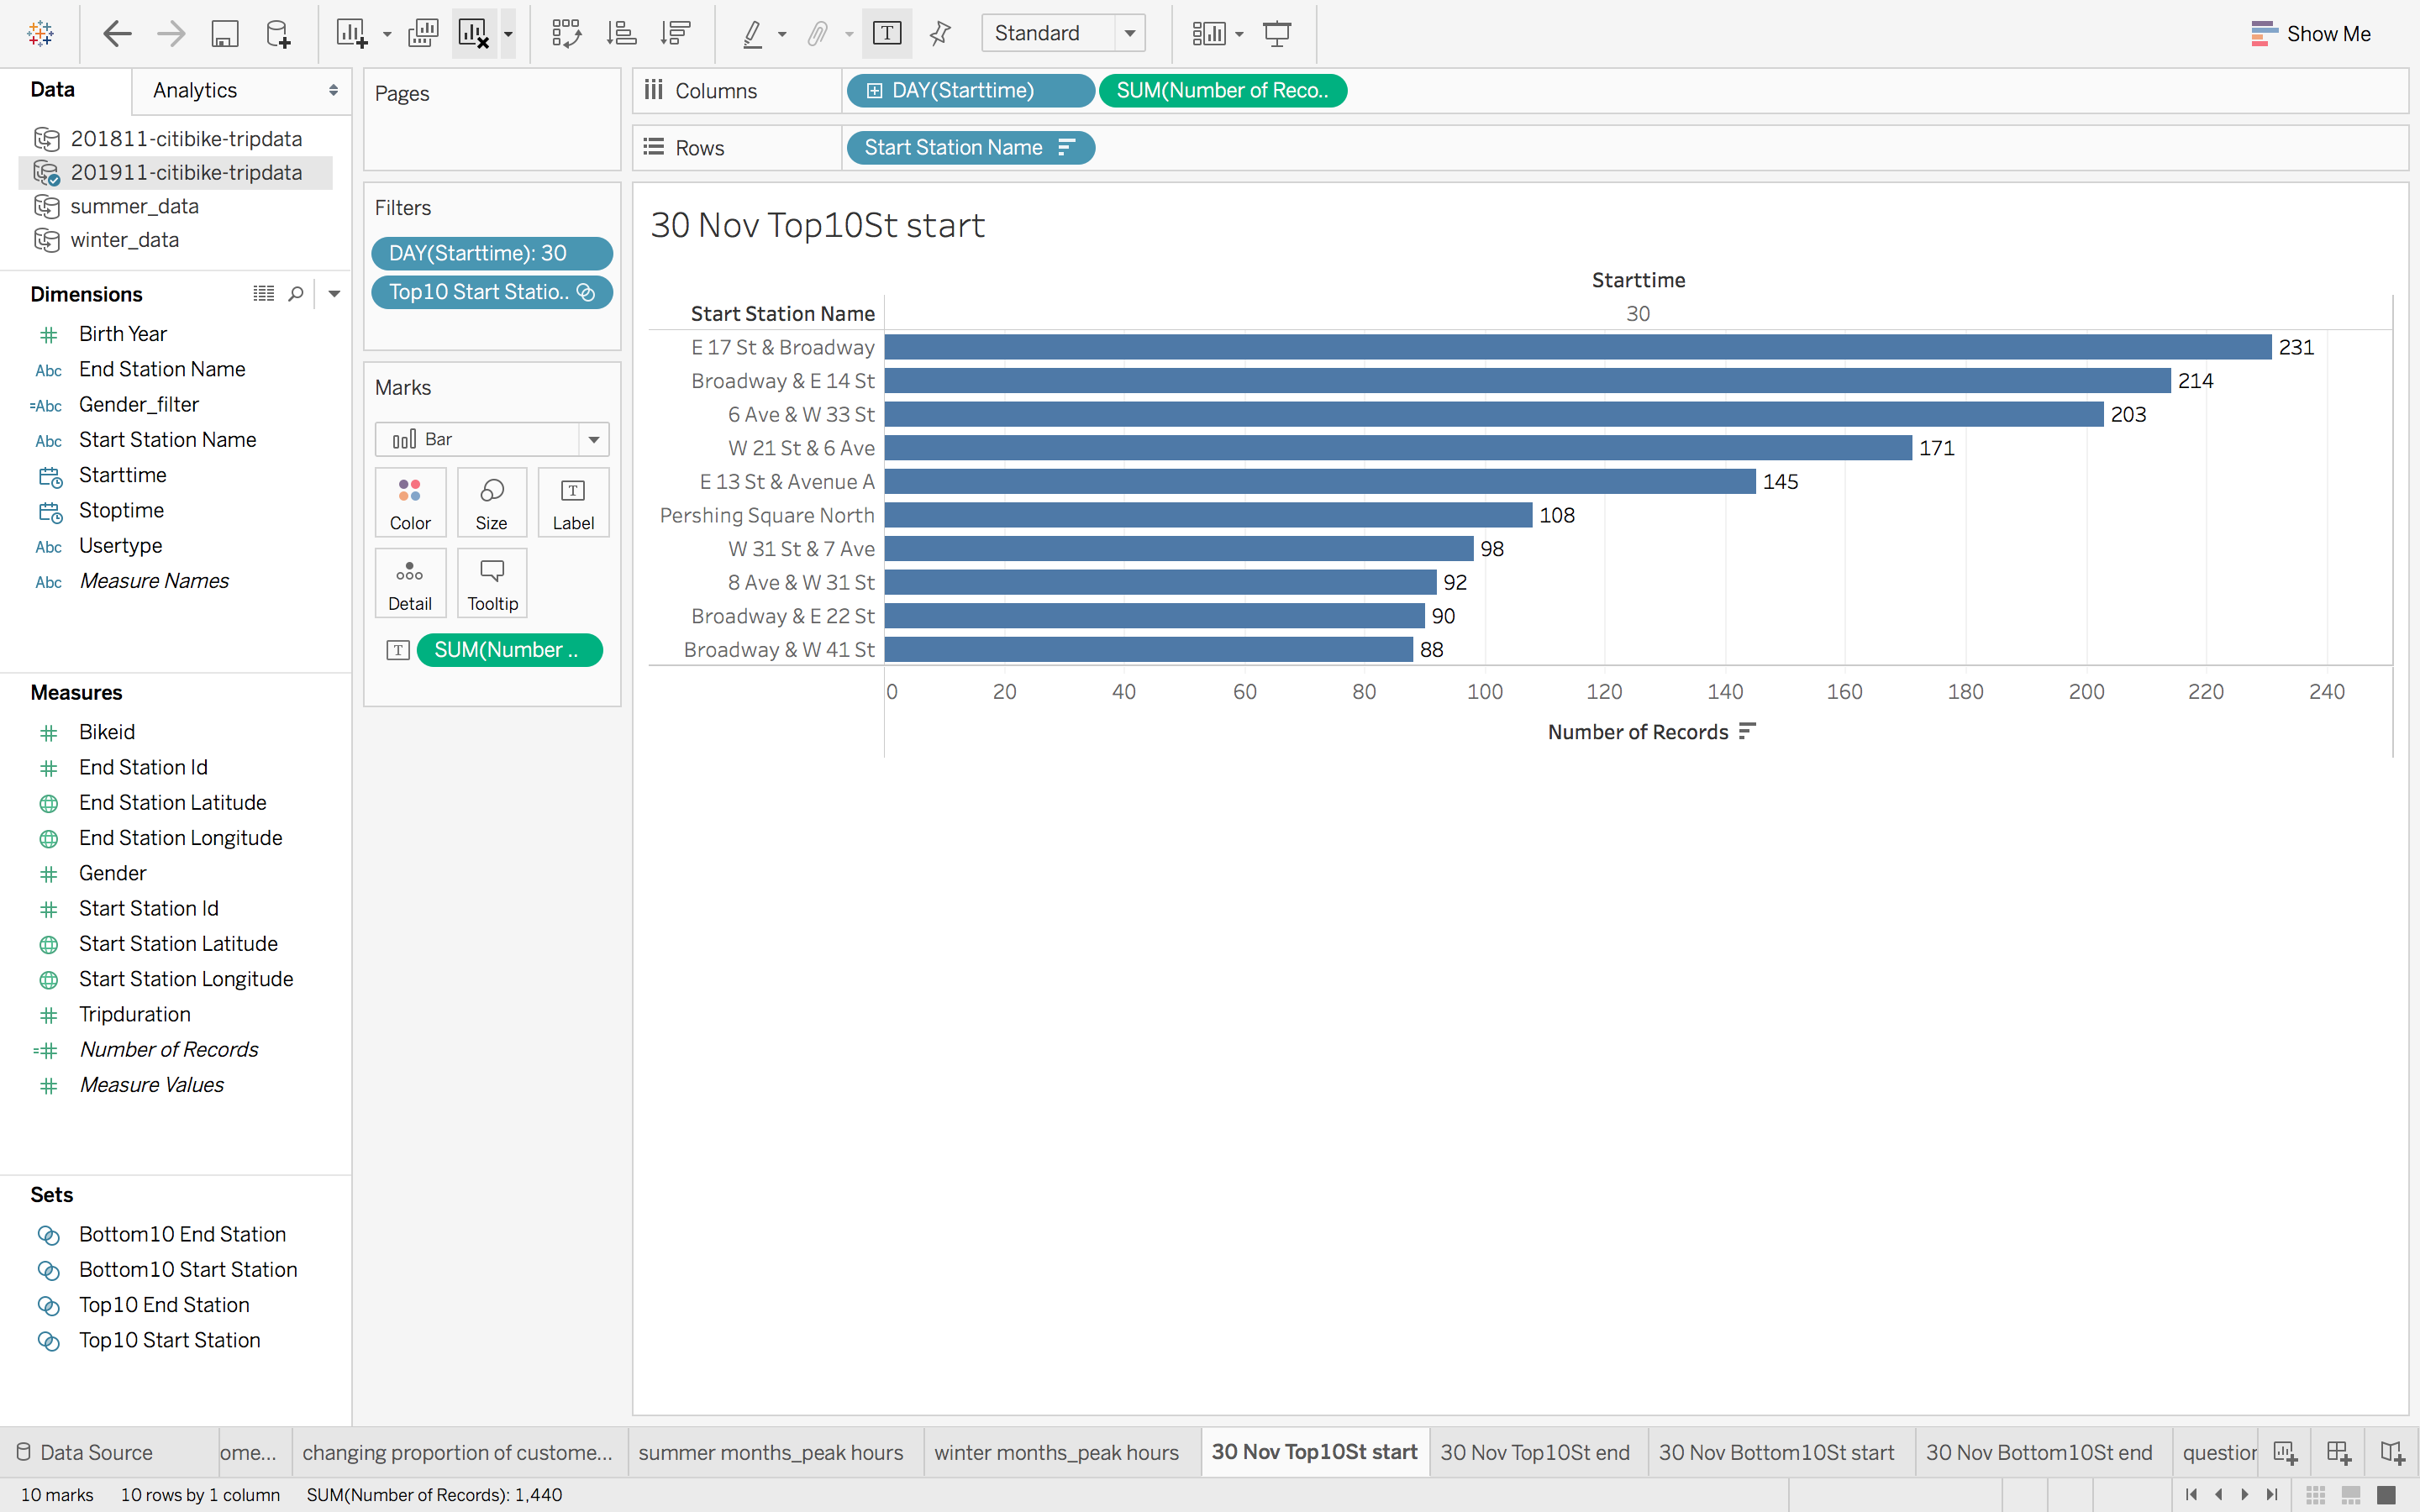 Standard
Show Me
Data
Analytics
201811-citibike-tripdata
201911-citibike-tripdata
summer_data
winter_data
Dimensions
# Birth Year
Abc End Station Name
=Abc Gender_filter
Abc Start Station Name
Starttime
Stoptime
Abc Usertype
Abc Measure Names
Measures
# Bikeid
# End Station Id
End Station Latitude
End Station Longitude
# Gender
# Start Station Id
Start Station Latitude
Start Station Longitude
# Tripduration
=# Number of Records
# Measure Values
Sets
Bottom10 End Station
Bottom10 Start Station
Top10 End Station
Top10 Start Station
Pages
Filters
DAY(Starttime): 30
Top10 Start Statio..
Marks
Bar
Color Size T Label
Detail Tooltip
T SUM(Number ..
Columns DAY(Starttime) SUM(Number of Reco..
Rows Start Station Name
30 Nov Top10St start
Starttime
Start Station Name 30
E 17 St & Broadway 231
Broadway & E 14 St 214
6 Ave & W 33 St 203
W 21 St & 6 Ave 171
E 13 St & Avenue A 145
Pershing Square North 108
W 31 St & 7 Ave 98
8 Ave & W 31 St 92
Broadway & E 22 St 90
Broadway & W 41 St 88
0 20 40 60 80 100 120 140 160 180 200 220 240
Number of Records
Data Source ome... changing proportion of custome... summer months_peak hours winter months_peak hours 30 Nov Top10St start 30 Nov Top10St end 30 Nov Bottom10St start 30 Nov Bottom10St end question
10 marks 10 rows by 1 column SUM(Number of Records): 1,440